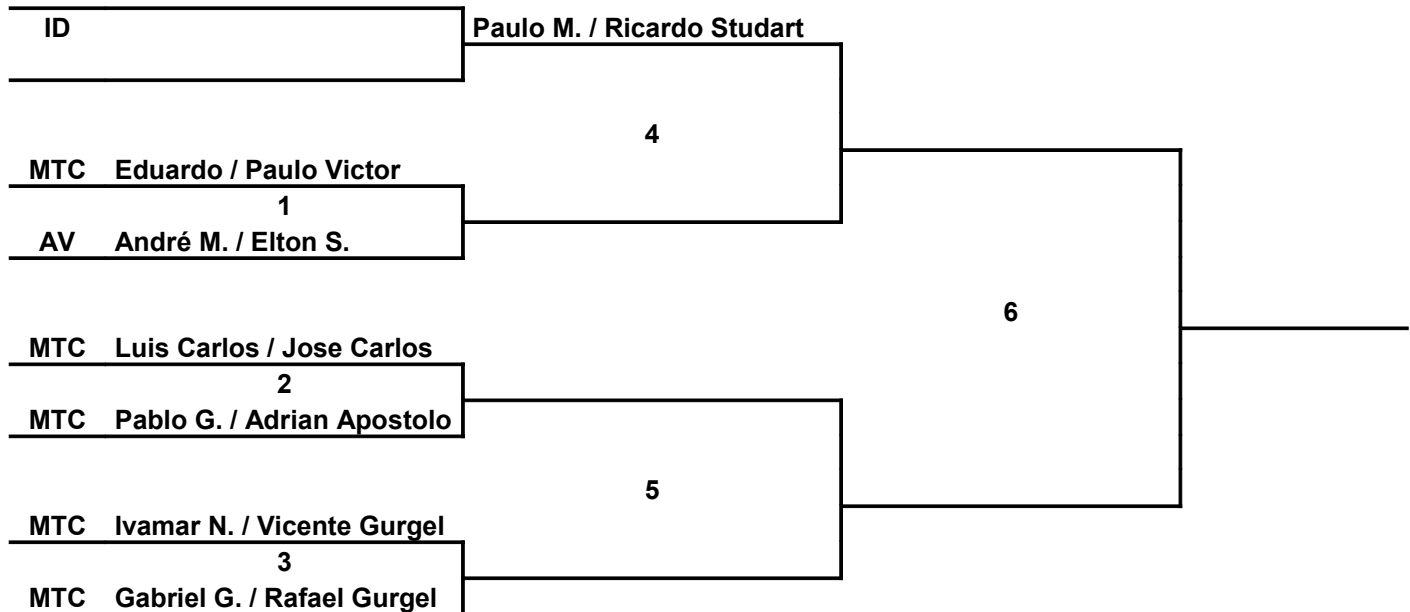 ID Paulo M. / Ricardo Studart
4
MTC Eduardo / Paulo Victor
1
AV André M. / Elton S.
6
MTC Luis Carlos / Jose Carlos
2
MTC Pablo G. / Adrian Apostolo
5
MTC Ivamar N. / Vicente Gurgel
3
MTC Gabriel G. / Rafael Gurgel